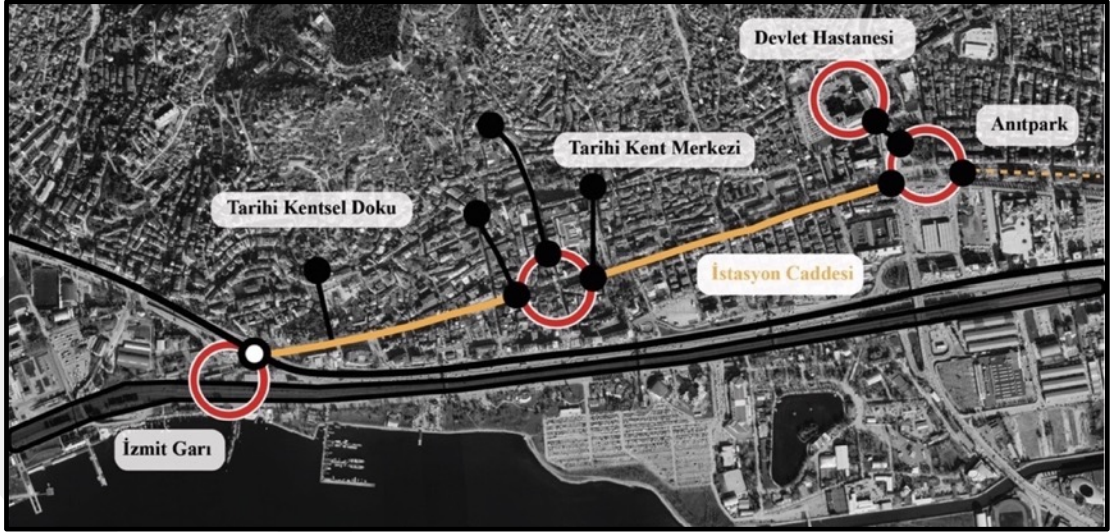 Devlet Hastanesi
Anıtpark
Tarihi Kent Merkezi
Tarihi Kentsel Doku
İstasyon Caddesi
İzmit Garı